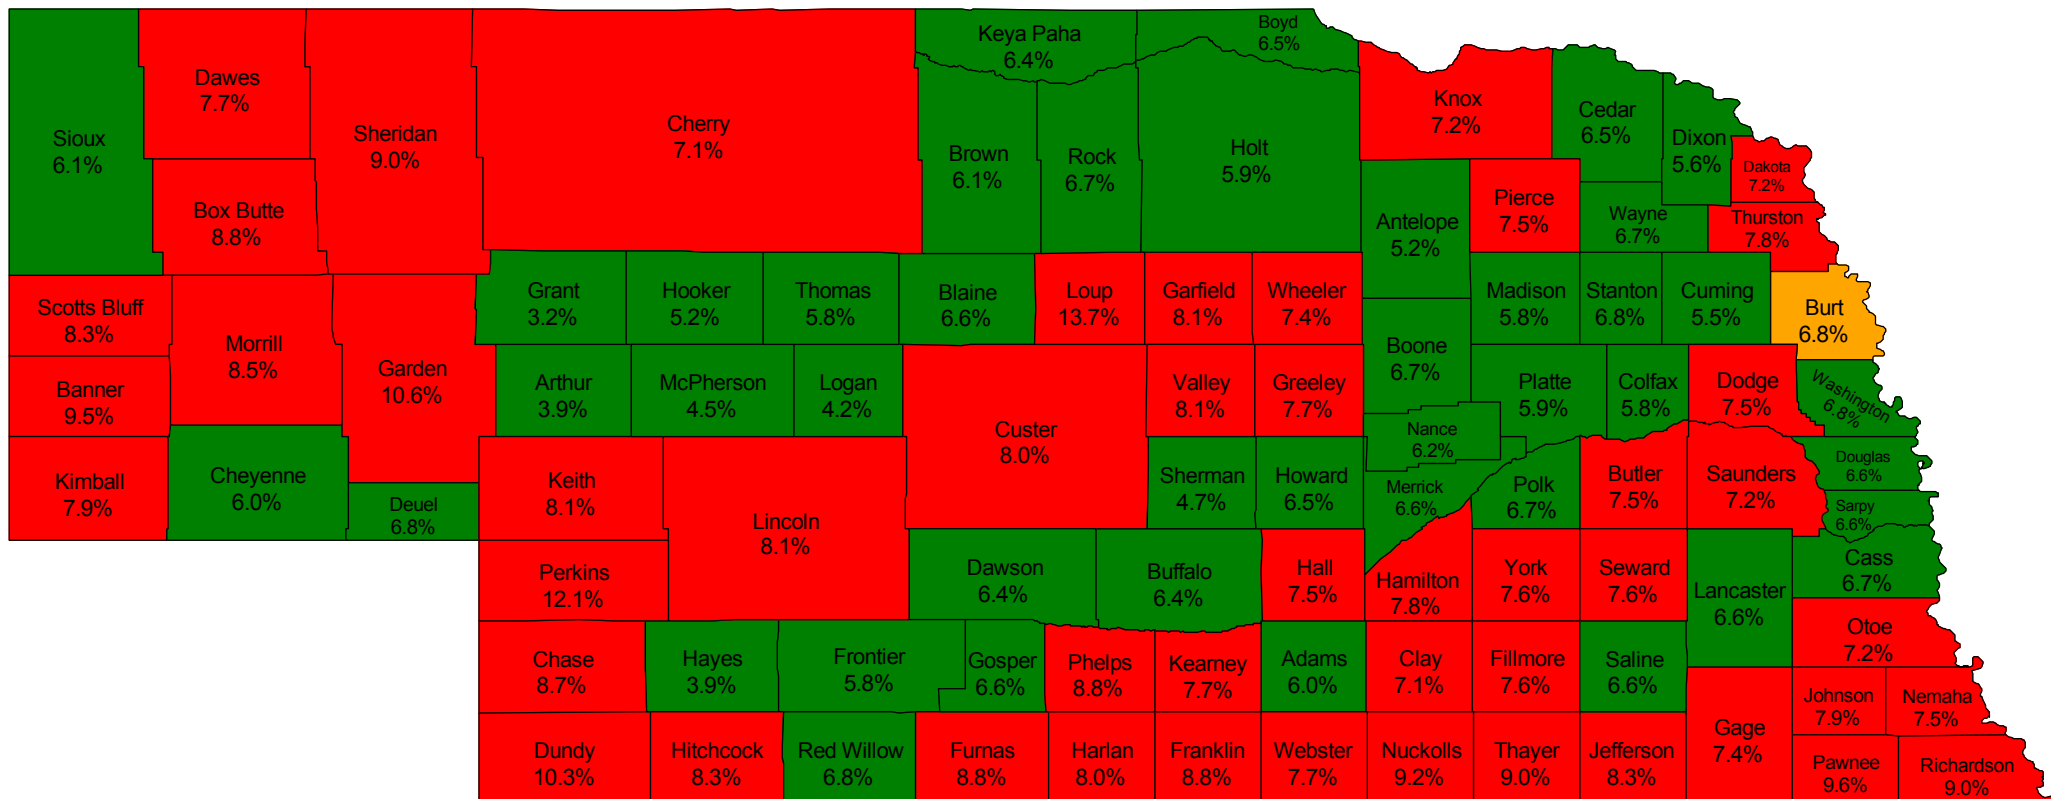 Sioux
6.1%
Dawes
7.7%
Sheridan
9.0%
Box Butte
8.8%
Cherry
7.1%
Keya Paha
6.4%
Boyd
6.5%
Brown
6.1%
Rock
6.7%
Holt
5.9%
Knox
7.2%
Cedar
6.5%
Dixon
5.6%
Dakota
7.2%
Antelope
5.2%
Pierce
7.5%
Wayne
6.7%
Thurston
7.8%
Scotts Bluff
8.3%
Morrill
8.5%
Garden
10.6%
Banner
9.5%
Kimball
7.9%
Cheyenne
6.0%
Deuel
6.8%
Grant
3.2%
Hooker
5.2%
Thomas
5.8%
Blaine
6.6%
Loup
13.7%
Garfield
8.1%
Wheeler
7.4%
Madison
5.8%
Stanton
6.8%
Cuming
5.5%
Burt
6.8%
Arthur
3.9%
McPherson
4.5%
Logan
4.2%
Custer
8.0%
Valley
8.1%
Greeley
7.7%
Boone
6.7%
Platte
5.9%
Colfax
5.8%
Dodge
7.5%
Washington
6.8%
Nance
6.2%
Keith
8.1%
Lincoln
8.1%
Sherman
4.7%
Howard
6.5%
Merrick
6.6%
Polk
6.7%
Butler
7.5%
Saunders
7.2%
Douglas
6.6%
Sarpy
6.6%
Perkins
12.1%
Dawson
6.4%
Buffalo
6.4%
Hall
7.5%
Hamilton
7.8%
York
7.6%
Seward
7.6%
Lancaster
6.6%
Cass
6.7%
Otoe
7.2%
Chase
8.7%
Hayes
3.9%
Frontier
5.8%
Gosper
6.6%
Phelps
8.8%
Kearney
7.7%
Adams
6.0%
Clay
7.1%
Fillmore
7.6%
Saline
6.6%
Gage
7.4%
Johnson
7.9%
Nemaha
7.5%
Dundy
10.3%
Hitchcock
8.3%
Red Willow
6.8%
Furnas
8.8%
Harlan
8.0%
Franklin
8.8%
Webster
7.7%
Nuckolls
9.2%
Thayer
9.0%
Jefferson
8.3%
Pawnee
9.6%
Richardson
9.0%